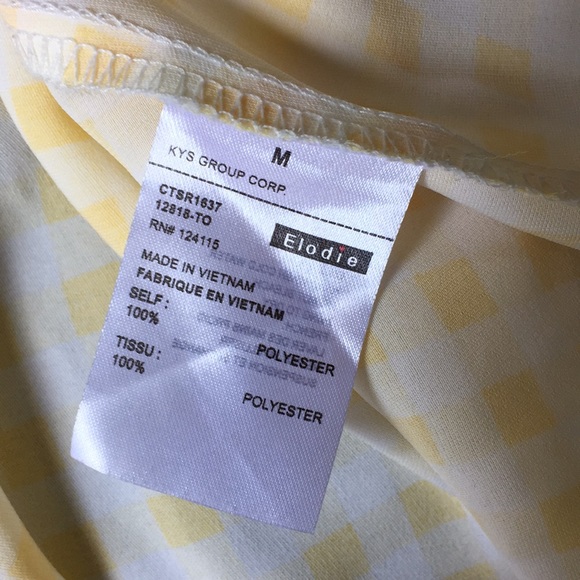 M
KYS GROUP CORP.
CTSR1637
12818-TO
RN# 124115
Elodie
MADE IN VIETNAM
FABRIQUE EN VIETNAM
SELF :
100%
POLYESTER
TISSU :
100%
POLYESTER